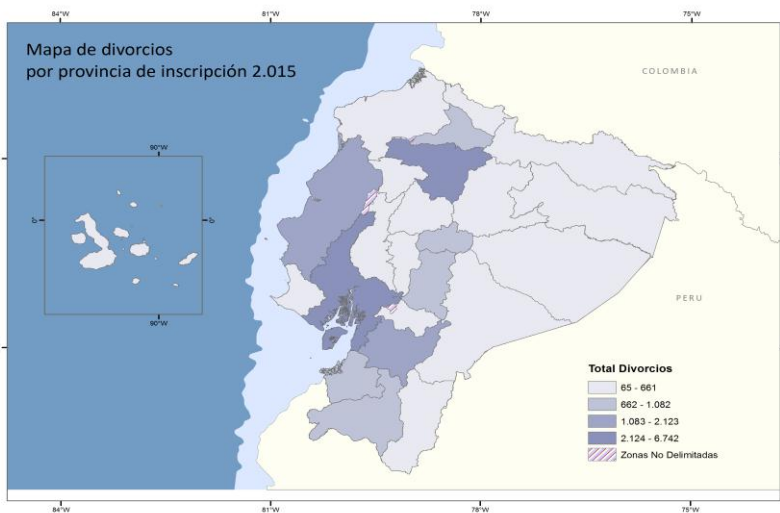 84°W 81°W 78°W 75°W
Mapa de divorcios
por provincia de inscripción 2.015
COLOMBIA
90°W
0° 0°
90°W
PERU
Total Divorcios
65 - 661
662 - 1.082
1.083 - 2.123
2.124 - 6.742
Zonas No Delimitadas
84°W 81°W 78°W 75°W